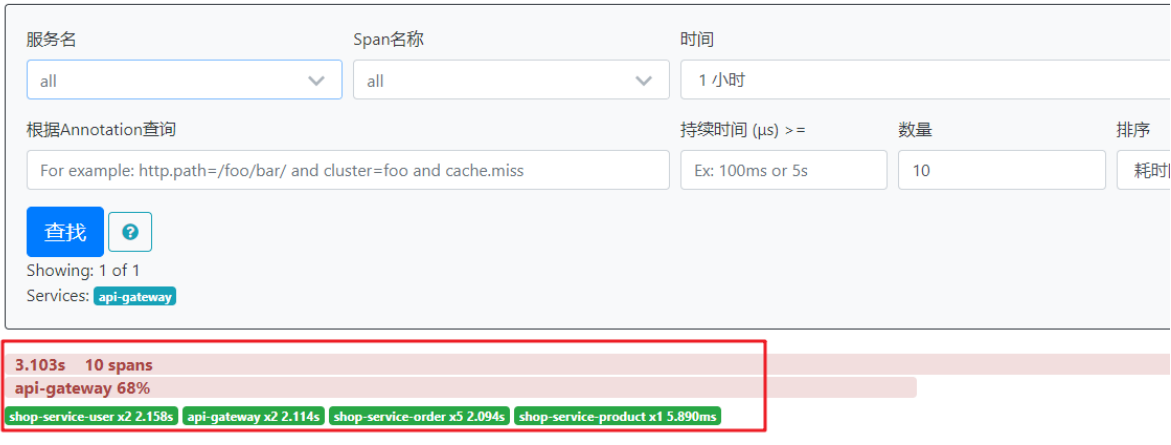 服务名 Span名称 时间
all all 1 小时
根据Annotation查询 持续时间 (μs) >= 数量 排序
For example: http.path=/foo/bar/ and cluster=foo and cache.miss Ex: 100ms or 5s 10 耗时
查找
Showing: 1 of 1
Services: api-gateway
3.103s 10 spans
api-gateway 68%
shop-service-user x2 2.158s api-gateway x2 2.114s shop-service-order x5 2.094s shop-service-product x1 5.890ms